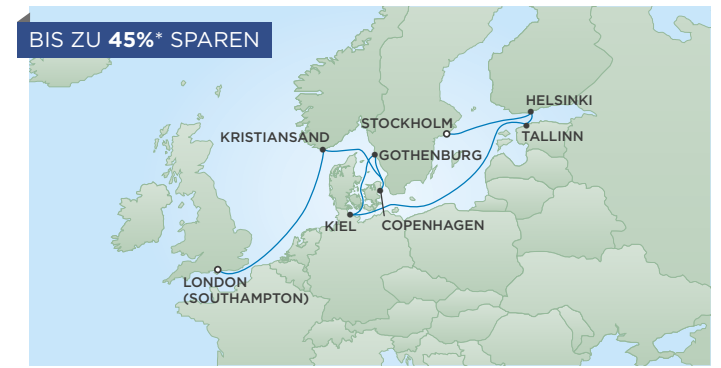 BIS ZU 45%* SPAREN
HELSINKI
STOCKHOLM
TALLINN
KRISTIANSAND
GOTHENBURG
KIEL
COPENHAGEN
LONDON
(SOUTHAMPTON)